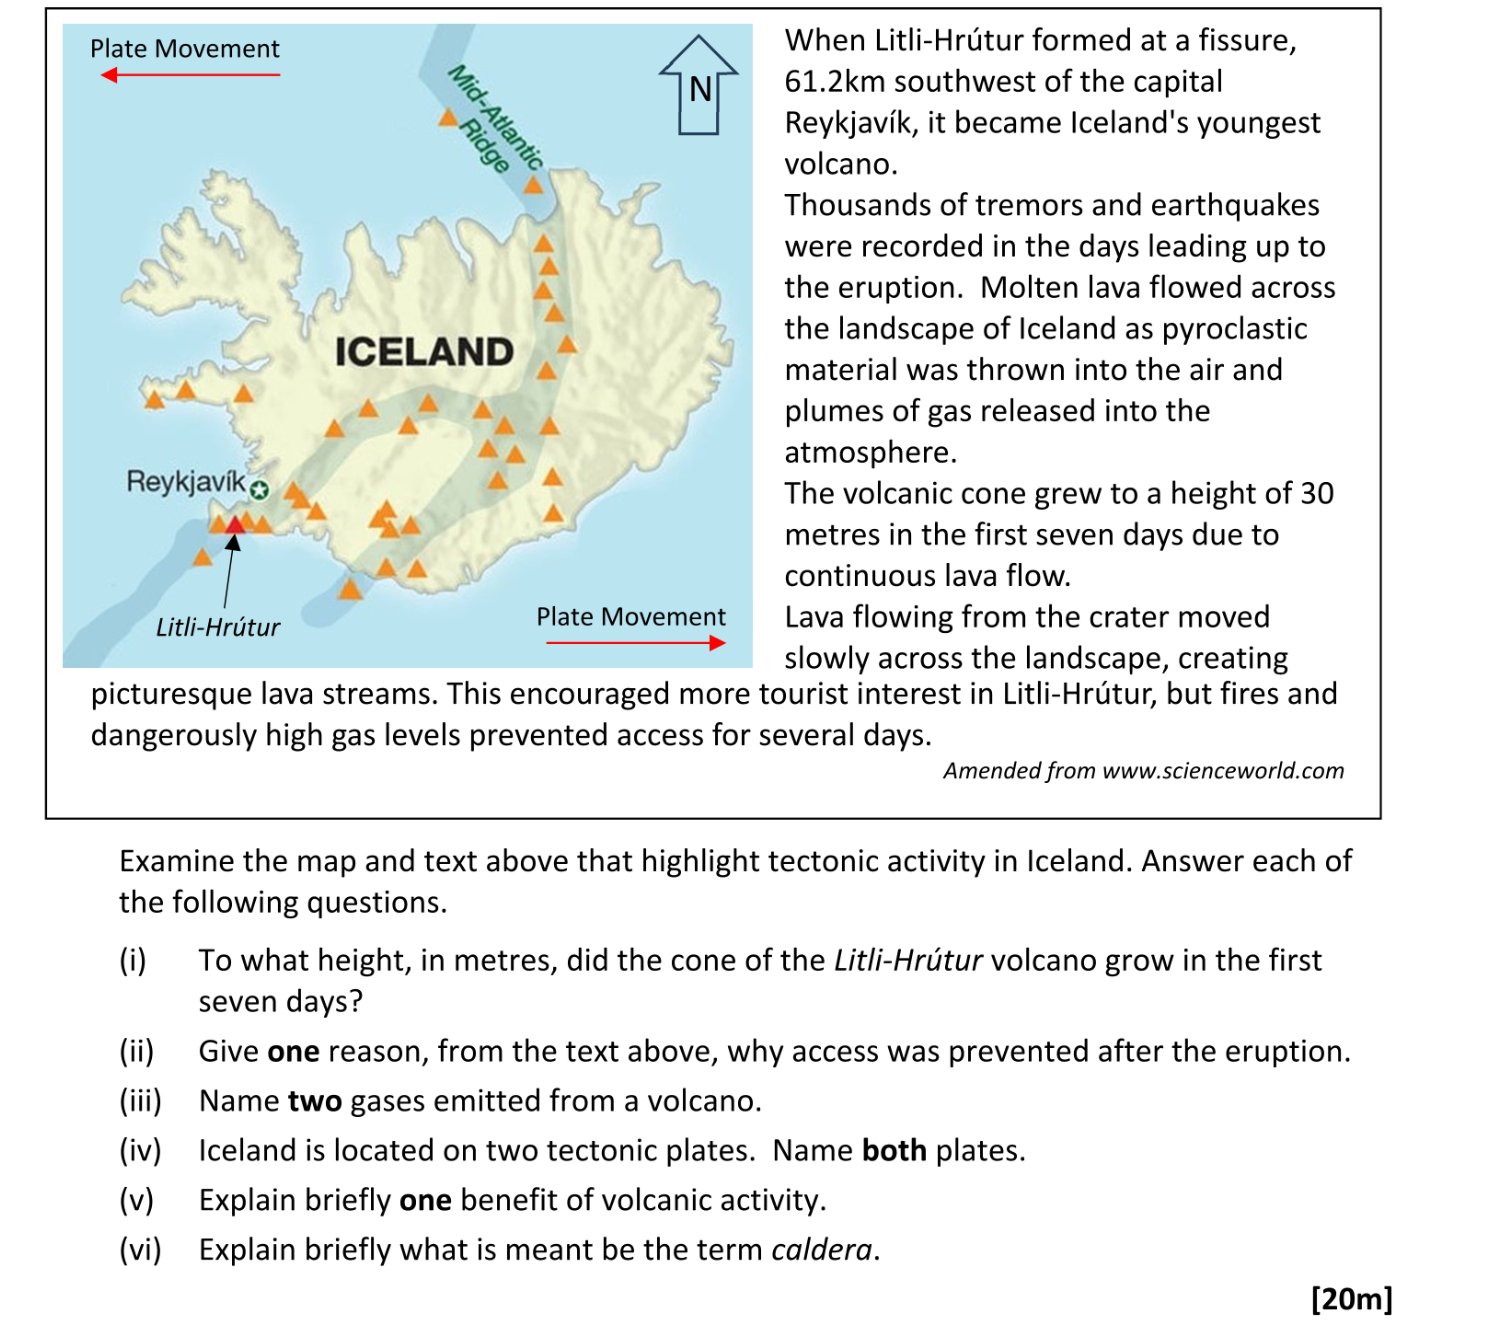 Plate Movement
N
Mid-Atlantic
Ridge
ICELAND
Reykjavík
Litli-Hrútur
Plate Movement
When Litli-Hrútur formed at a fissure,
61.2km southwest of the capital
Reykjavík, it became Iceland's youngest
volcano.
Thousands of tremors and earthquakes
were recorded in the days leading up to
the eruption.  Molten lava flowed across
the landscape of Iceland as pyroclastic
material was thrown into the air and
plumes of gas released into the
atmosphere.
The volcanic cone grew to a height of 30
metres in the first seven days due to
continuous lava flow.
Lava flowing from the crater moved
slowly across the landscape, creating
picturesque lava streams. This encouraged more tourist interest in Litli-Hrútur, but fires and
dangerously high gas levels prevented access for several days.
Amended from www.scienceworld.com
Examine the map and text above that highlight tectonic activity in Iceland. Answer each of
the following questions.
(i) To what height, in metres, did the cone of the Litli-Hrútur volcano grow in the first
seven days?
(ii) Give one reason, from the text above, why access was prevented after the eruption.
(iii) Name two gases emitted from a volcano.
(iv) Iceland is located on two tectonic plates.  Name both plates.
(v) Explain briefly one benefit of volcanic activity.
(vi) Explain briefly what is meant be the term caldera.
[20m]